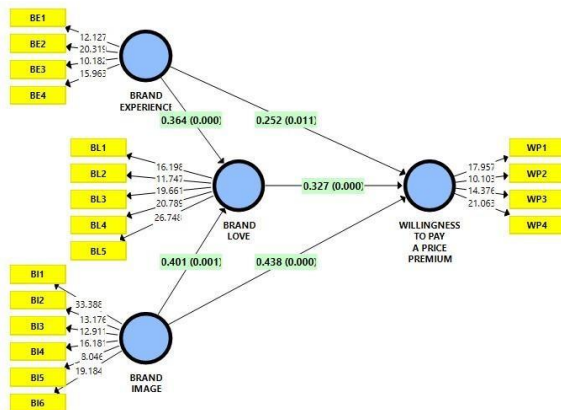 BE1
BE2
BE3
BE4
12.127
20.319
10.182
15.963
BRAND
EXPERIENCE
0.364 (0.000)
0.252 (0.011)
BL1
BL2
BL3
BL4
BL5
16.198
11.747
19.661
20.789
26.748
BRAND
LOVE
0.327 (0.000)
WP1
WP2
WP3
WP4
17.957
10.103
14.376
21.063
WILLINGNESS
TO PAY
A PRICE
PREMIUM
0.401 (0.001)
0.438 (0.000)
BI1
BI2
BI3
BI4
BI5
BI6
33.388
13.176
12.911
16.181
8.046
19.184
BRAND
IMAGE